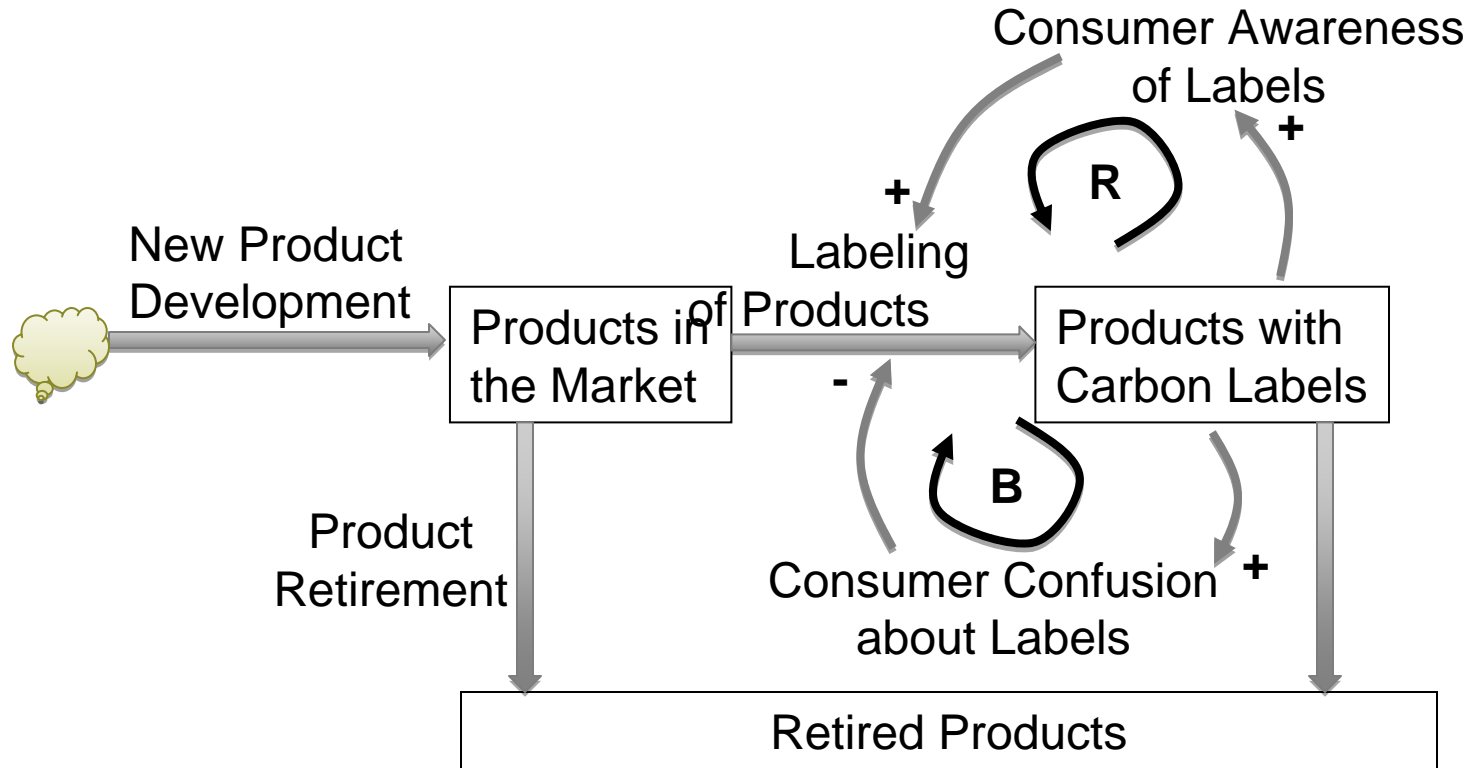 Consumer Awareness
of Labels
+
+
R
New Product
Development
Labeling
of Products
Products in
the Market
Products with
Carbon Labels
-
B
Product
Retirement
Consumer Confusion
about Labels
+
Retired Products